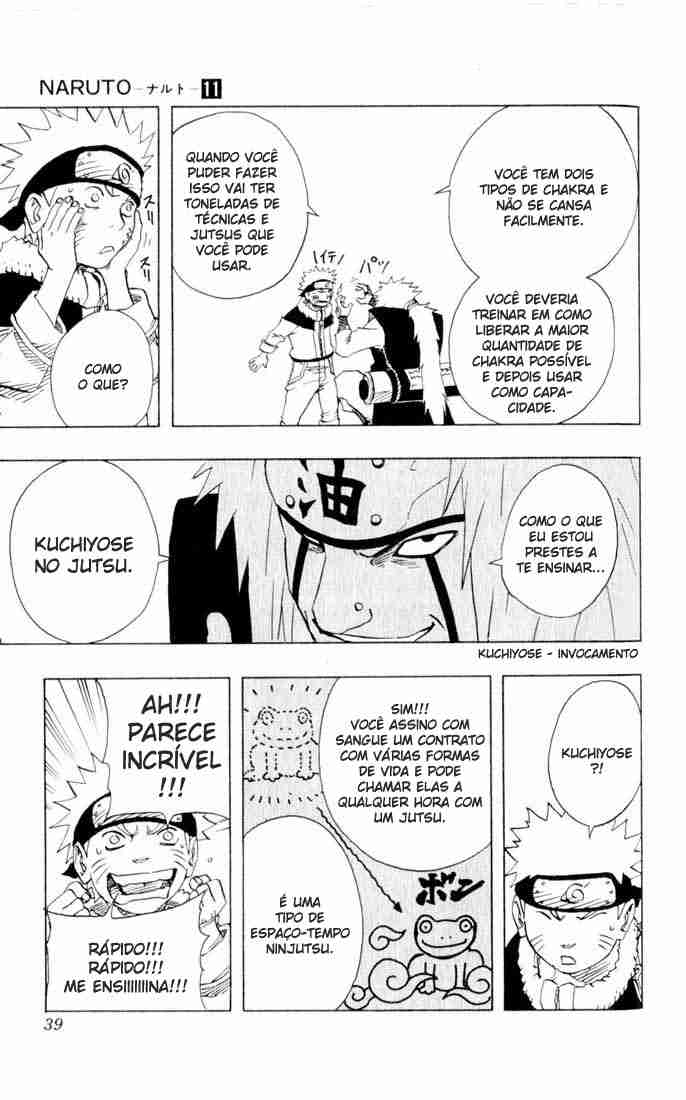 NARUTO —ナルト— 11
VOCÊ TEM DOIS
TIPOS DE CHAKRA E
NÃO SE CANSA
FACILMENTE.
VOCÊ DEVERIA
TREINAR EM COMO
LIBERAR A MAIOR
QUANTIDADE DE
CHAKRA POSSÍVEL
E DEPOIS USAR
COMO CAPA-
CIDADE.
パッ
ハイテイ
QUANDO VOCÊ
PUDER FAZER
ISSO VAI TER
TONELADAS DE
TÉCNICAS E
JUTSUS QUE
VOCÊ PODE
USAR.
ズズ
COMO
O QUE?
COMO O QUE
EU ESTOU
PRESTES A
TE ENSINAR...
油
KUCHIYOSE
NO JUTSU.
KUCHIYOSE - INVOCAMENTO
KUCHIYOSE
?!
SIM!!!
VOCÊ ASSINO COM
SANGUE UM CONTRATO
COM VÁRIAS FORMAS
DE VIDA E PODE
CHAMAR ELAS A
QUALQUER HORA COM
UM JUTSU.
ボン
É UMA
TIPO DE
ESPAÇO-TEMPO
NINJUTSU.
AH!!!
PARECE
INCRÍVEL
!!!
RÁPIDO!!!
RÁPIDO!!!
ME ENSIIIIIIINA!!!
39